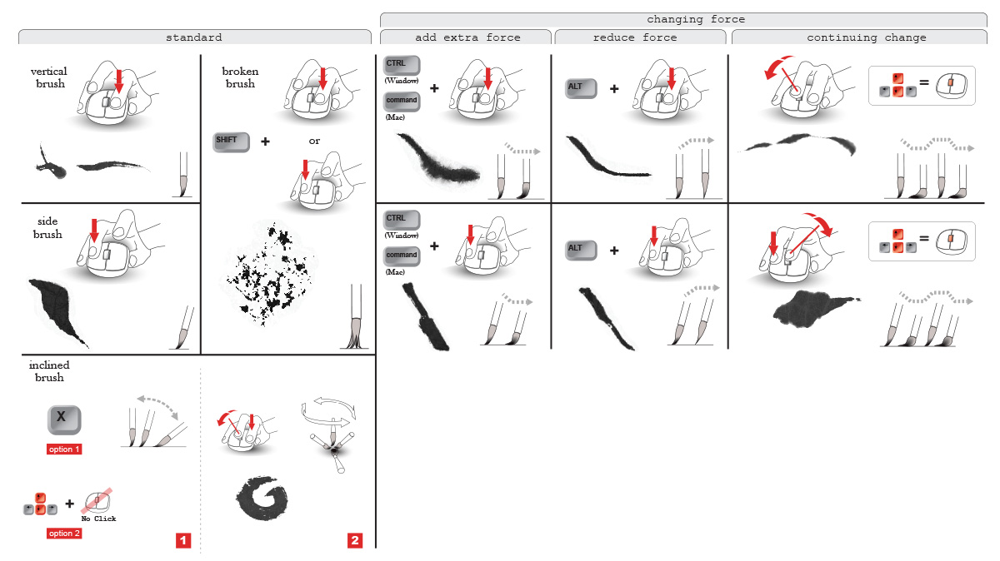 changing force
standard
add extra force
reduce force
continuing change
vertical
brush
broken
brush
SHIFT
+
or
CTRL
(Window)
command
(Mac)
+
ALT
+
=
side
brush
CTRL
(Window)
command
(Mac)
+
ALT
+
=
inclined
brush
X
option 1
+
No Click
option 2
1
2